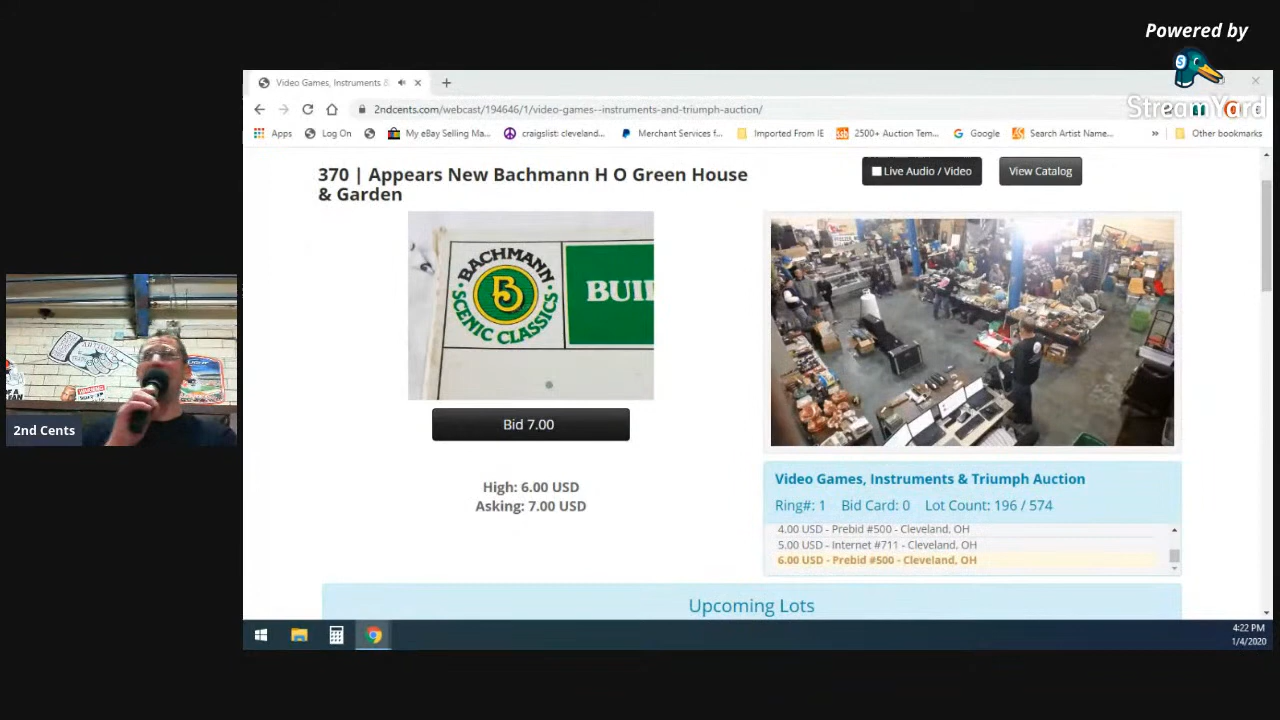 Powered by
StreamYard
Video Games, Instruments &
2ndcents.com/webcast/194646/1/video-games--instruments-and-triumph-auction/
Apps
Log On
My eBay Selling Ma...
craigslist: cleveland...
Merchant Services f...
Imported From IE
2500+ Auction Tem...
Google
Search Artist Name...
»
Other bookmarks
370 | Appears New Bachmann H O Green House
& Garden
Live Audio / Video
View Catalog
BACHMANN
B
SCENIC CLASSICS
BUI
Bid 7.00
High: 6.00 USD
Asking: 7.00 USD
Video Games, Instruments & Triumph Auction
Ring#: 1 Bid Card: 0 Lot Count: 196 / 574
4.00 USD - Prebid #500 - Cleveland, OH
5.00 USD - Internet #711 - Cleveland, OH
6.00 USD - Prebid #500 - Cleveland, OH
Upcoming Lots
2nd Cents
4:22 PM
1/4/2020